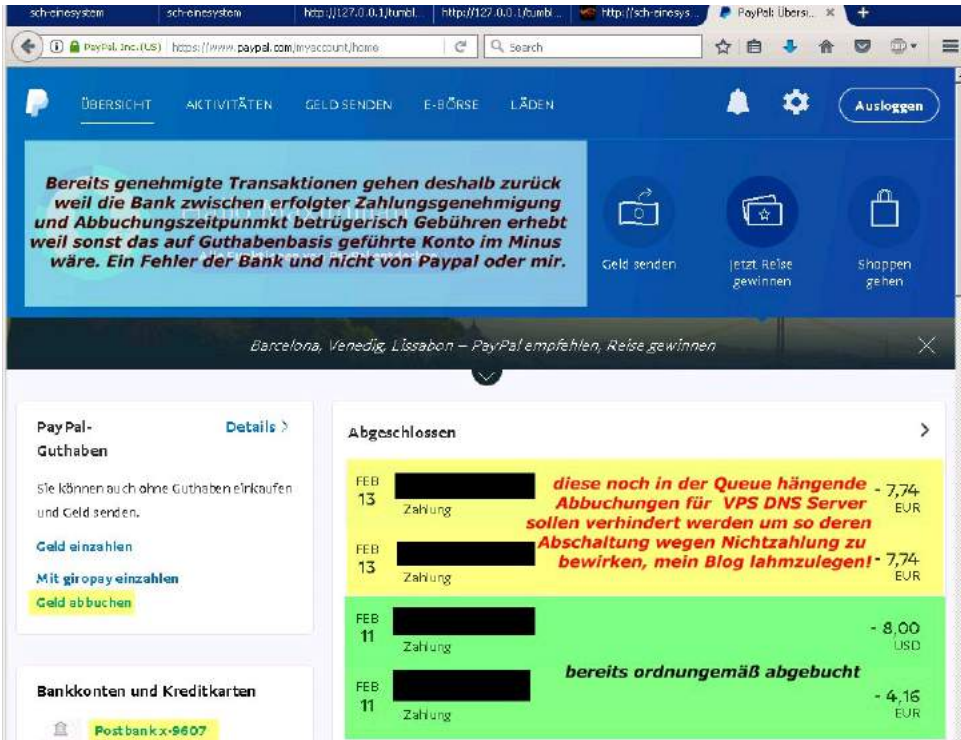 sch-einesystem sch-einesystem http://127.0.0.1/tumbl... http://127.0.0.1/tumbl... http://sch-einesys... PayPal: Übersi...
PayPal, Inc. (US) https://www.paypal.com/myaccount/home Search
ÜBERSICHT AKTIVITÄTEN GELD SENDEN E-BÖRSE LÄDEN Ausloggen
Bereits genehmigte Transaktionen gehen deshalb zurück
weil die Bank zwischen erfolgter Zahlungsgenehmigung
und Abbuchungszeitpunmkt betrügerisch Gebühren erhebt
weil sonst das auf Guthabenbasis geführte Konto im Minus
wäre. Ein Fehler der Bank und nicht von Paypal oder mir.
Geld senden
Jetzt Reise
gewinnen
Shoppen
gehen
Barcelona, Venedig, Lissabon – PayPal empfehlen, Reise gewinnen
PayPal-
Guthaben
Details >
Sie können auch ohne Guthaben einkaufen
und Geld senden.
Geld einzahlen
Mit giropay einzahlen
Geld abbuchen
Bankkonten und Kreditkarten
Postbank x-9607
Abgeschlossen
FEB
13
Zahlung
- 7,74
EUR
FEB
13
Zahlung
- 7,74
EUR
diese noch in der Queue hängende
Abbuchungen für VPS DNS Server
sollen verhindert werden um so deren
Abschaltung wegen Nichtzahlung zu
bewirken, mein Blog lahmzulegen!
FEB
11
Zahlung
- 8,00
USD
bereits ordnungemäß abgebucht
FEB
11
Zahlung
- 4,16
EUR